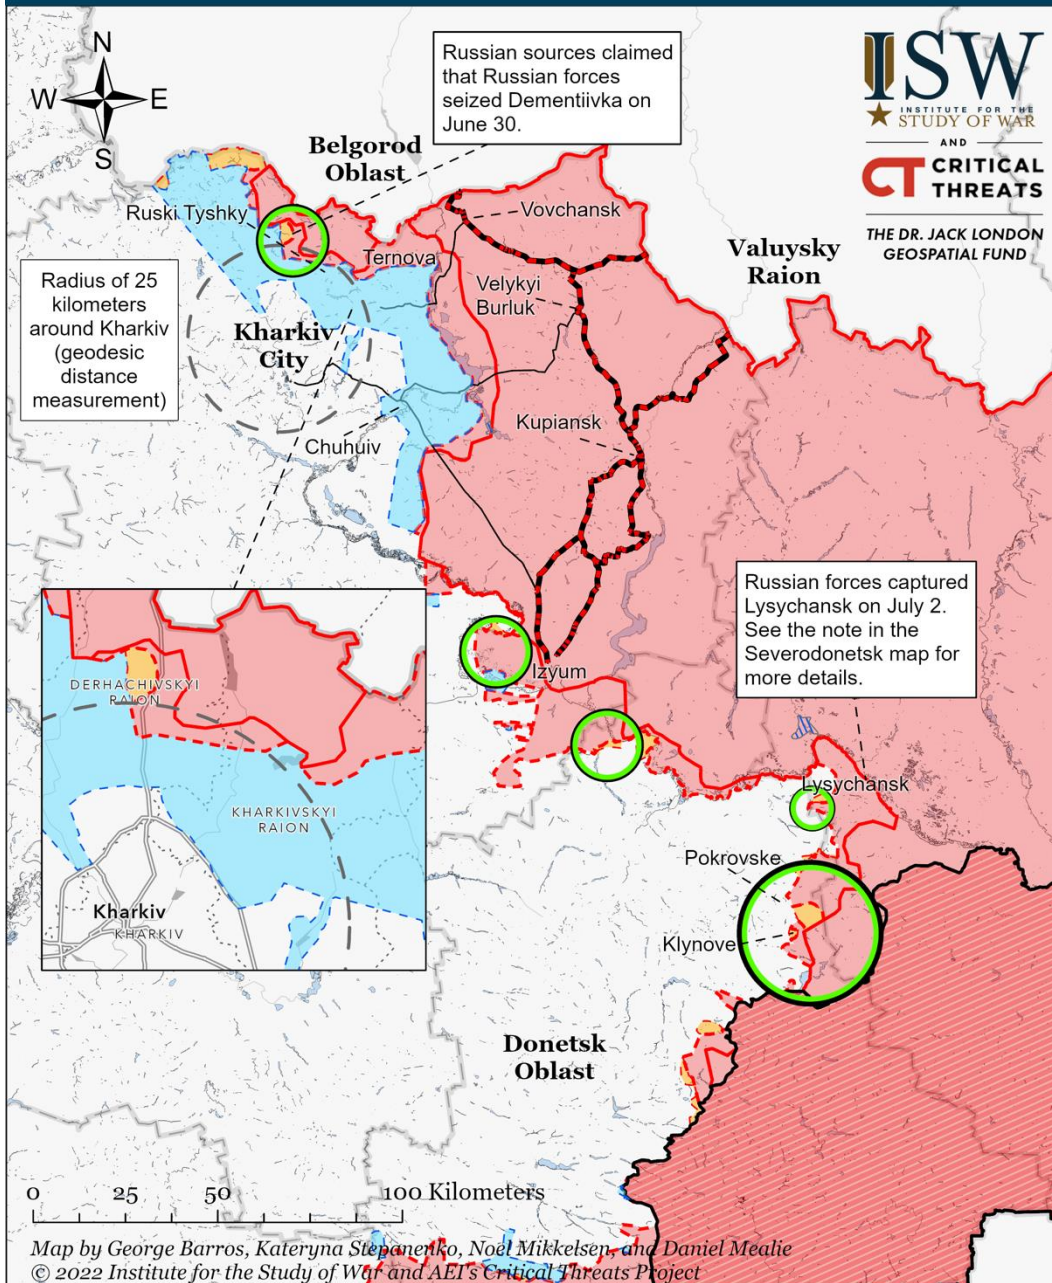 N
W
E
S
Russian sources claimed
that Russian forces
seized Dementiivka on
June 30.
ISW
INSTITUTE FOR THE
STUDY OF WAR
AND
CT CRITICAL
THREATS
THE DR. JACK LONDON
GEOSPATIAL FUND
Belgorod
Oblast
Ruski Tyshky
Vovchansk
Ternova
Valuysky
Raion
Radius of 25
kilometers
around Kharkiv
(geodesic
distance
measurement)
Velykyi
Burluk
Kharkiv
City
Kupiansk
Chuhuiv
Russian forces captured
Lysychansk on July 2.
See the note in the
Severodonetsk map for
more details.
Izyum
DERHACHIVSKYI
RAION
KHARKIVSKYI
RAION
Kharkiv
KHARKIV
Lysychansk
Pokrovske
Klynove
Donetsk
Oblast
0 25 50 100 Kilometers
Map by George Barros, Kateryna Stepanenko, Noel Mikkelsen, and Daniel Mealie
© 2022 Institute for the Study of War and AEI's Critical Threats Project